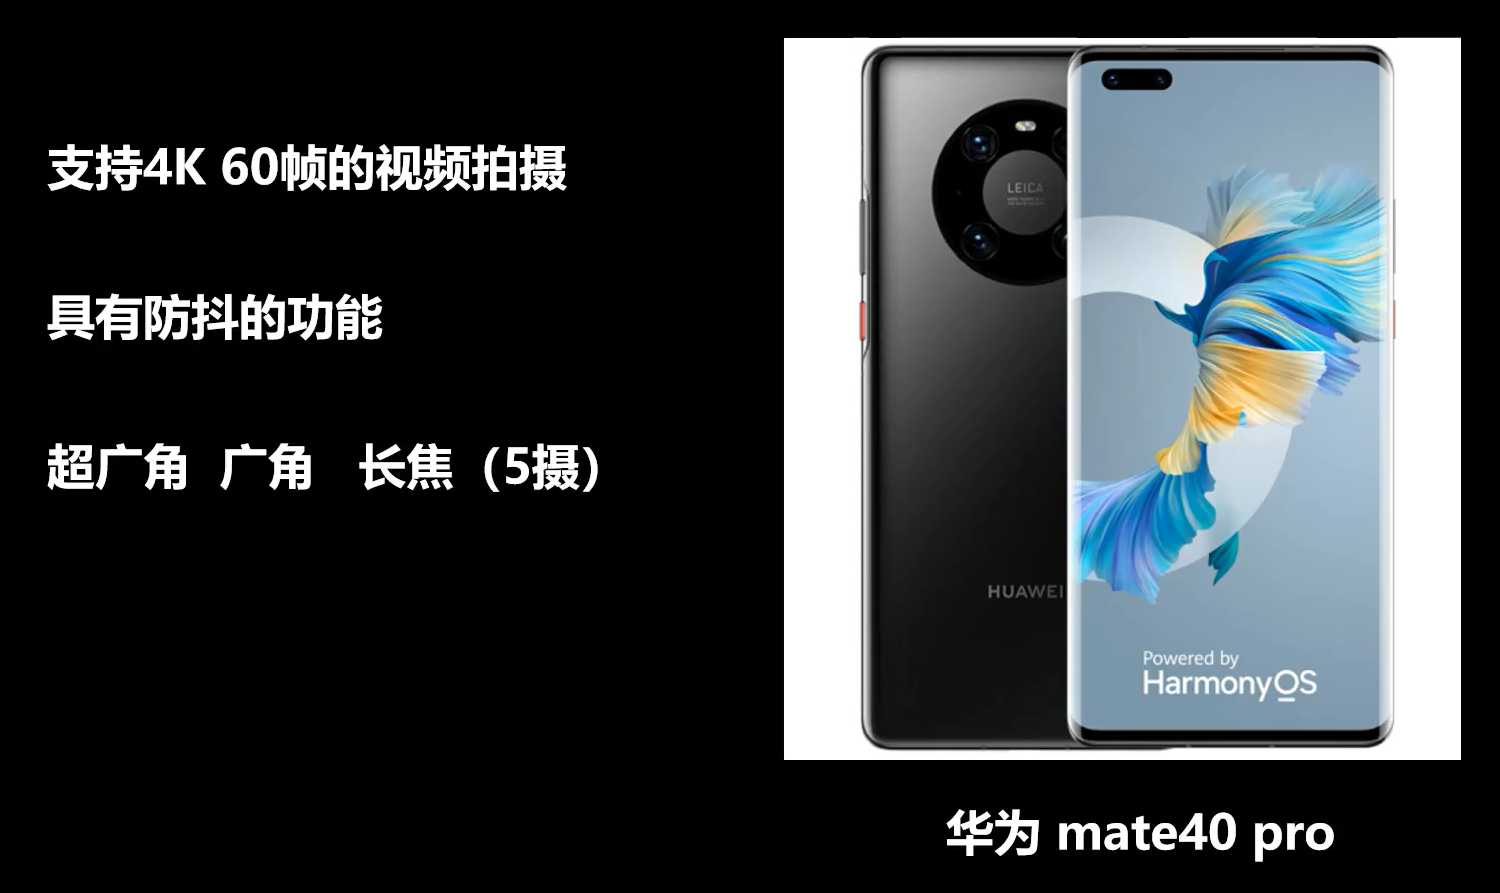 支持4K 60帧的视频拍摄
具有防抖的功能
超广角 广角 长焦（5摄）
LEICA
HUAWEI
Powered by
HarmonyOS
华为 mate40 pro